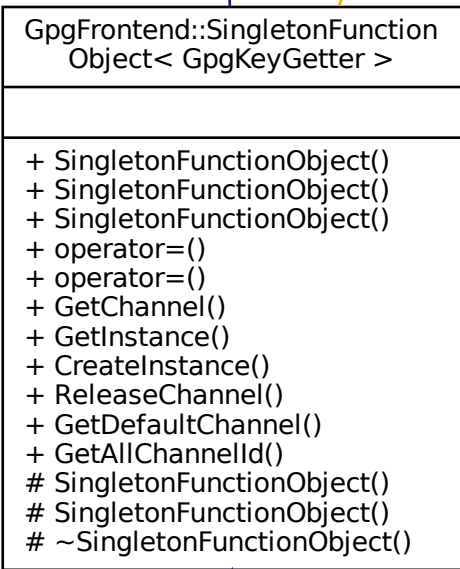 GpgFrontend::SingletonFunction
Object< GpgKeyGetter >
+ SingletonFunctionObject()
+ SingletonFunctionObject()
+ SingletonFunctionObject()
+ operator=()
+ operator=()
+ GetChannel()
+ GetInstance()
+ CreateInstance()
+ ReleaseChannel()
+ GetDefaultChannel()
+ GetAllChannelId()
# SingletonFunctionObject()
# SingletonFunctionObject()
# ~SingletonFunctionObject()